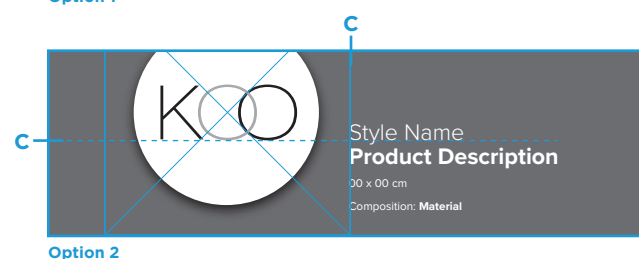 Option 1
C
KOO
C
Style Name
Product Description
00 x 00 cm
Composition: Material
Option 2